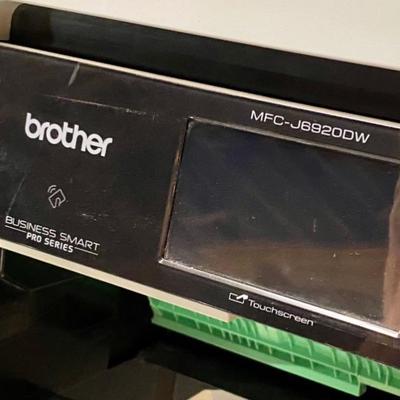 brother
MFC-J6920DW
BUSINESS SMART
PRO SERIES
Touchscreen